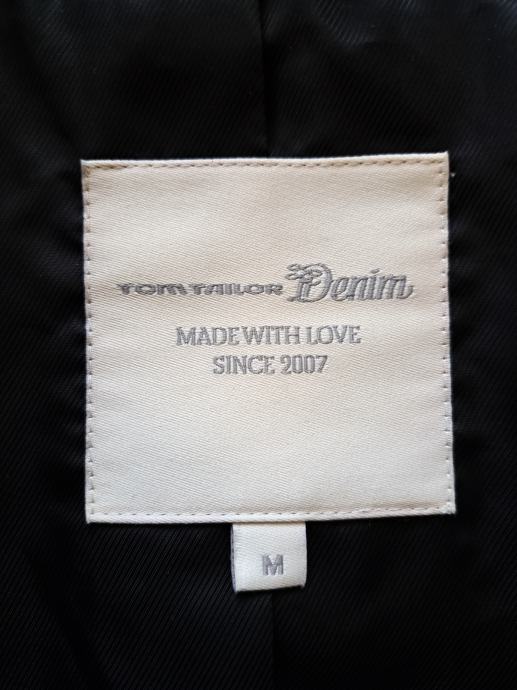 TOM TAILOR Denim
MADE WITH LOVE
SINCE 2007
M